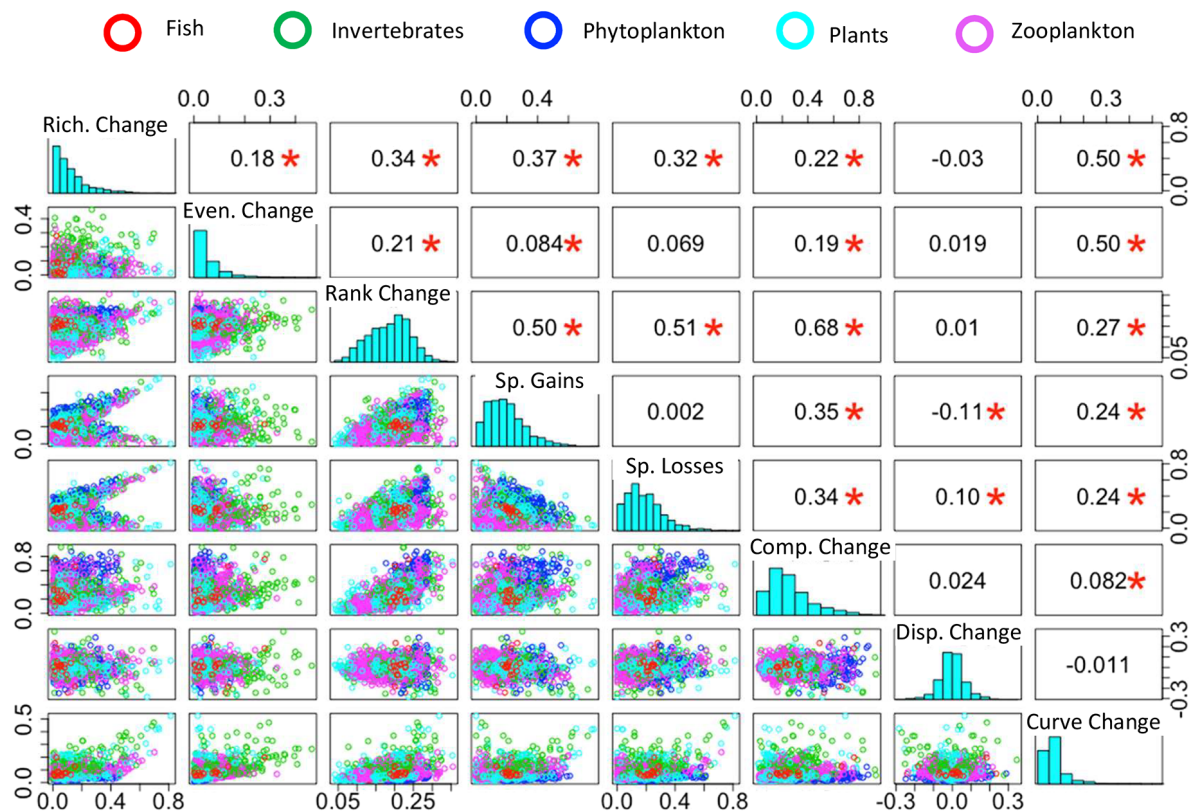 Fish Invertebrates Phytoplankton Plants Zooplankton
0.0 0.3 0.0 0.4 0.0 0.4 0.8 0.0 0.3
Rich. Change 0.18 * 0.34 * 0.37 * 0.32 * 0.22 * -0.03 0.50 * 0.0 0.8
0.0 0.4 Even. Change 0.21 * 0.084* 0.069 0.19 * 0.019 0.50 *
Rank Change 0.50 * 0.51 * 0.68 * 0.01 0.27 * 0.05
0.0 Sp. Gains 0.002 0.35 * -0.11 * 0.24 *
Sp. Losses 0.34 * 0.10 * 0.24 * 0.0 0.8
0.0 0.8 Comp. Change 0.024 0.082*
Disp. Change -0.011 -0.3 0.3
0.0 0.5 Curve Change
0.0 0.4 0.8 0.05 0.25 0.0 0.4 0.8 -0.3 0.0 0.3